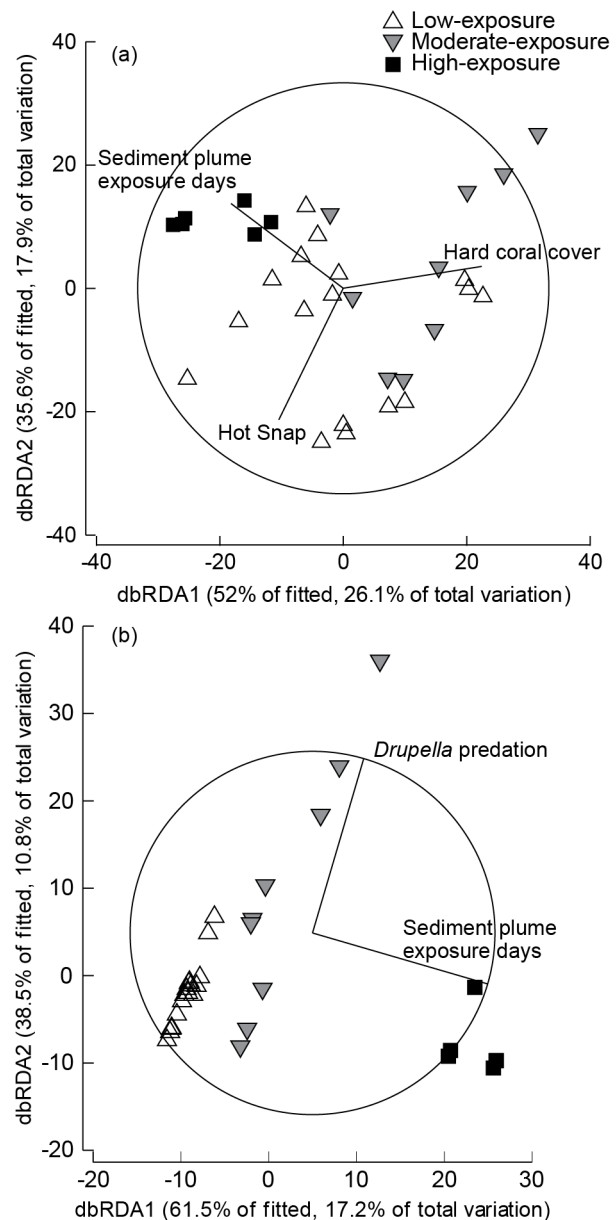 Low-exposure
Moderate-exposure
High-exposure
(a)
40
20
0
-20
-40
-40
-20
0
20
40
Sediment plume
exposure days
Hard coral cover
Hot Snap
dbRDA2 (35.6% of fitted, 17.9% of total variation)
dbRDA1 (52% of fitted, 26.1% of total variation)
(b)
40
30
20
10
0
-10
-20
-20
-10
0
10
20
30
Drupella predation
Sediment plume
exposure days
dbRDA2 (38.5% of fitted, 10.8% of total variation)
dbRDA1 (61.5% of fitted, 17.2% of total variation)